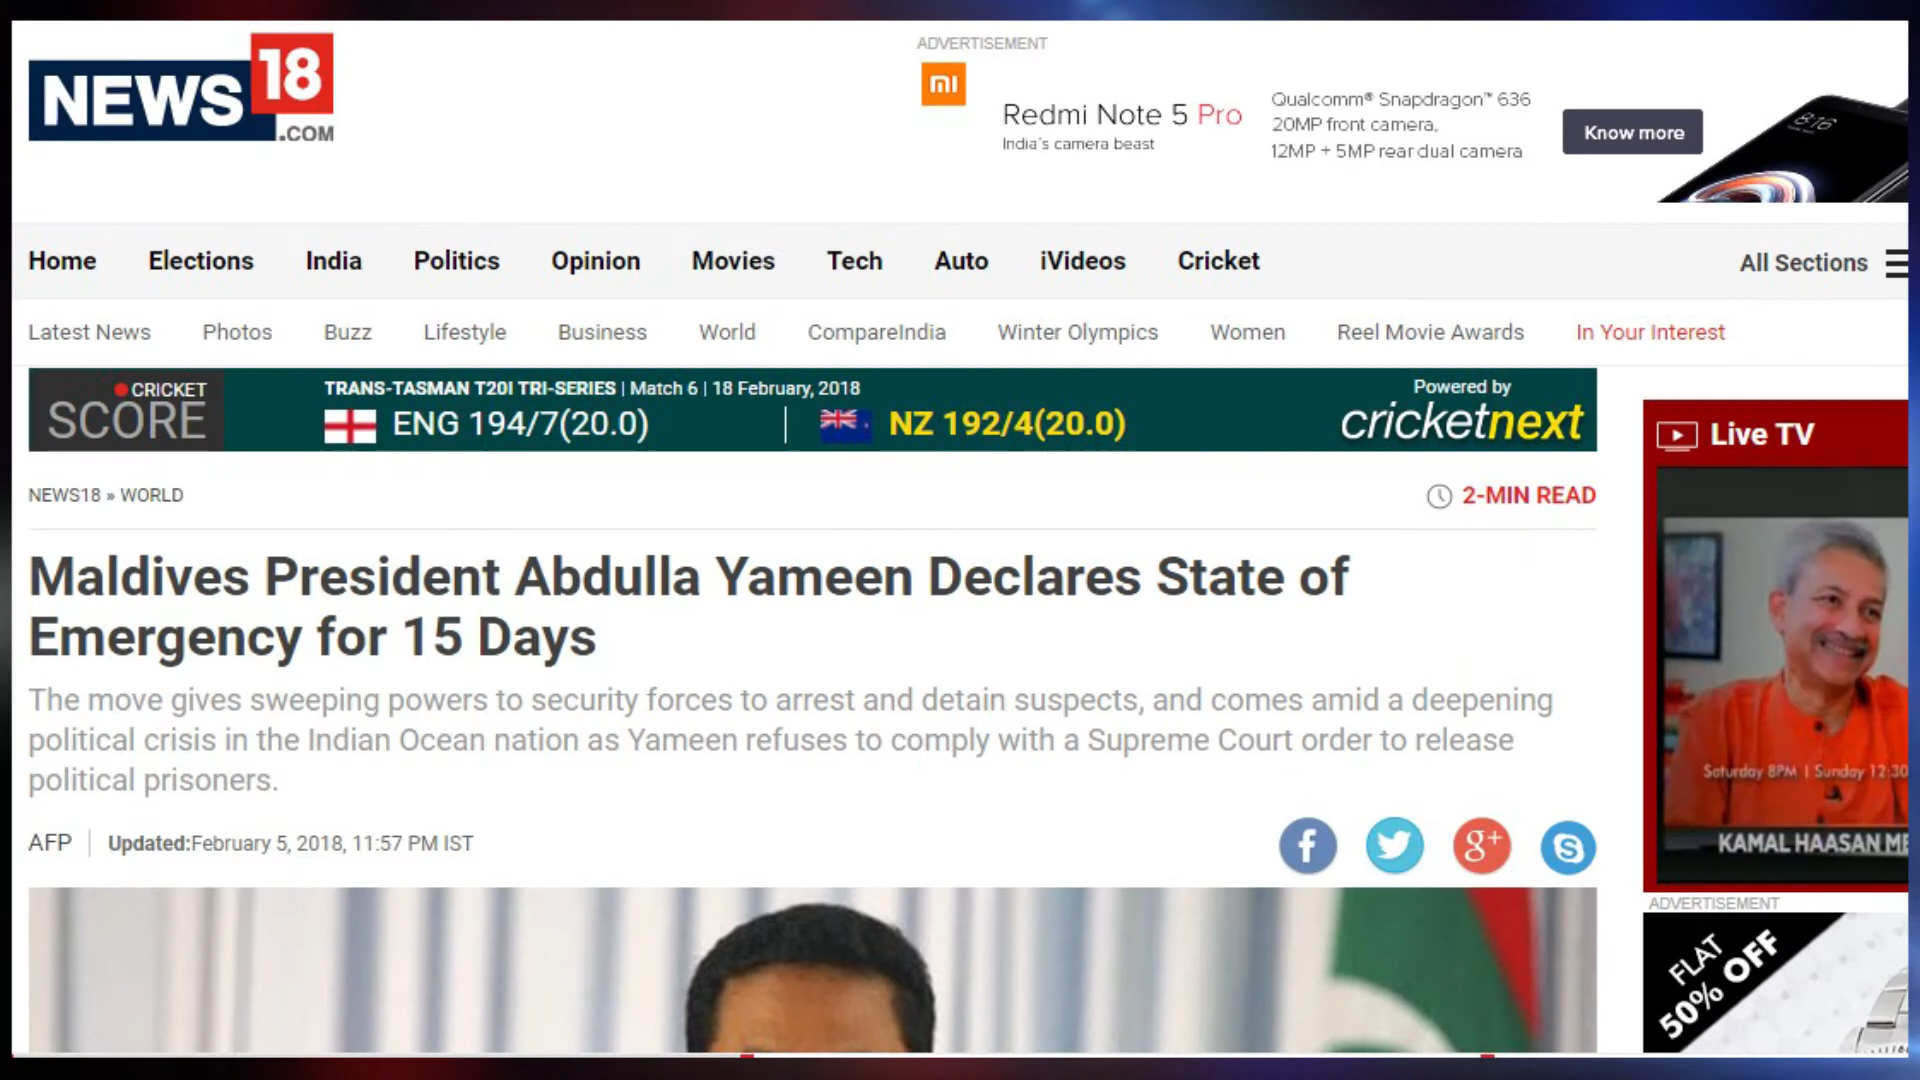 NEWS 18
.COM
ADVERTISEMENT
mi
Redmi Note 5 Pro
India's camera beast
Qualcomm® Snapdragon™ 636
20MP front camera,
12MP + 5MP rear dual camera
Know more
8:16
Home Elections India Politics Opinion Movies Tech Auto iVideos Cricket All Sections
Latest News Photos Buzz Lifestyle Business World CompareIndia Winter Olympics Women Reel Movie Awards In Your Interest
CRICKET
SCORE
TRANS-TASMAN T20I TRI-SERIES | Match 6 | 18 February, 2018
ENG 194/7(20.0) | NZ 192/4(20.0)
Powered by
cricketnext
Live TV
NEWS18 » WORLD
2-MIN READ
Maldives President Abdulla Yameen Declares State of
Emergency for 15 Days
The move gives sweeping powers to security forces to arrest and detain suspects, and comes amid a deepening
political crisis in the Indian Ocean nation as Yameen refuses to comply with a Supreme Court order to release
political prisoners.
AFP | Updated:February 5, 2018, 11:57 PM IST
f
g+
S
Saturday 8PM | Sunday 12:30
KAMAL HAASAN ME
ADVERTISEMENT
FLAT
50% OFF